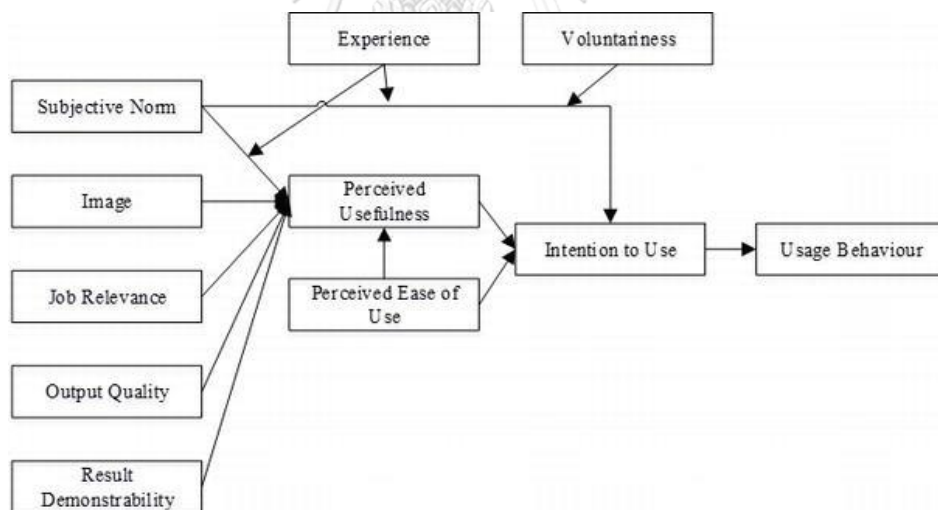 Experience
Voluntariness
Subjective Norm
Image
Perceived
Usefulness
Intention to Use
Usage Behaviour
Job Relevance
Perceived Ease of
Use
Output Quality
Result
Demonstrability